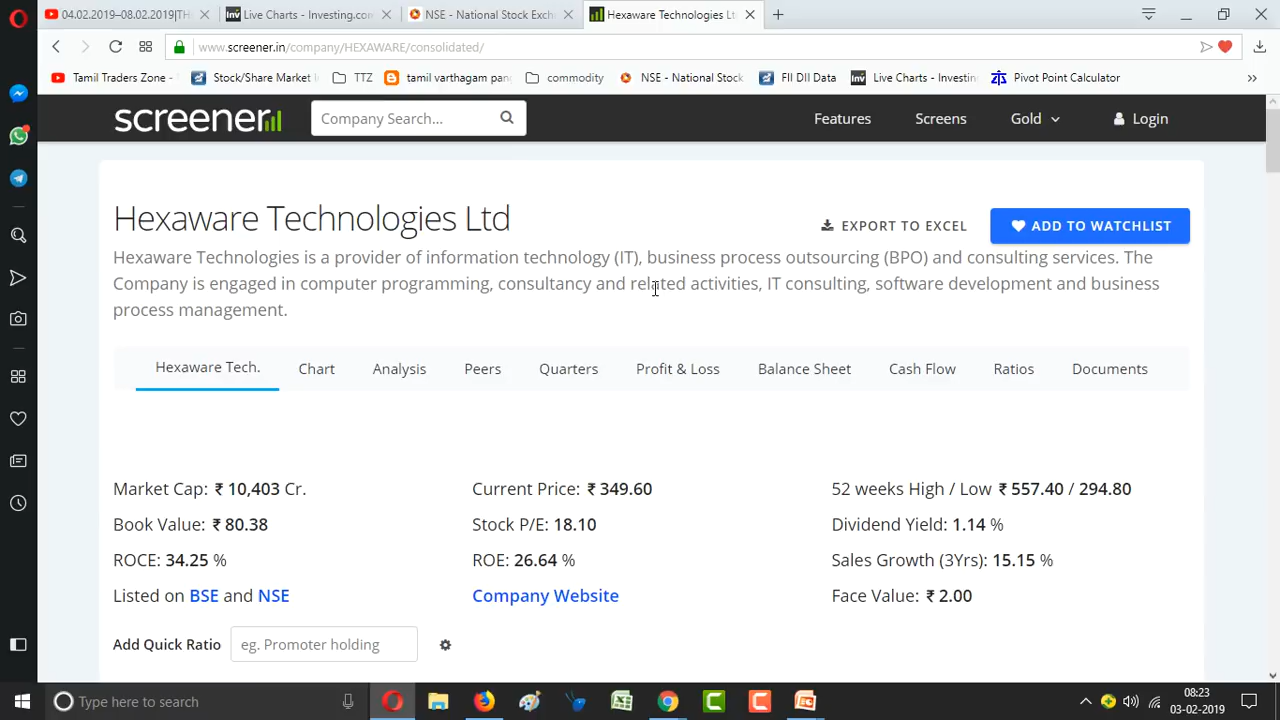 04.02.2019–08.02.2019|TH
Live Charts - Investing.com
NSE - National Stock Exch
Hexaware Technologies Lt
www.screener.in/company/HEXAWARE/consolidated/
Tamil Traders Zone -
Stock/Share Market
TTZ
tamil varthagam pan
commodity
NSE - National Stock
FII DII Data
Live Charts - Investin
Pivot Point Calculator
screener
Company Search...
Features
Screens
Gold
Login
Hexaware Technologies Ltd
EXPORT TO EXCEL
ADD TO WATCHLIST
Hexaware Technologies is a provider of information technology (IT), business process outsourcing (BPO) and consulting services. The
Company is engaged in computer programming, consultancy and related activities, IT consulting, software development and business
process management.
Hexaware Tech.
Chart
Analysis
Peers
Quarters
Profit & Loss
Balance Sheet
Cash Flow
Ratios
Documents
Market Cap: ₹ 10,403 Cr.
Current Price: ₹ 349.60
52 weeks High / Low ₹ 557.40 / 294.80
Book Value: ₹ 80.38
Stock P/E: 18.10
Dividend Yield: 1.14 %
ROCE: 34.25 %
ROE: 26.64 %
Sales Growth (3Yrs): 15.15 %
Listed on BSE and NSE
Company Website
Face Value: ₹ 2.00
Add Quick Ratio
eg. Promoter holding
Type here to search
08:23
03-02-2019